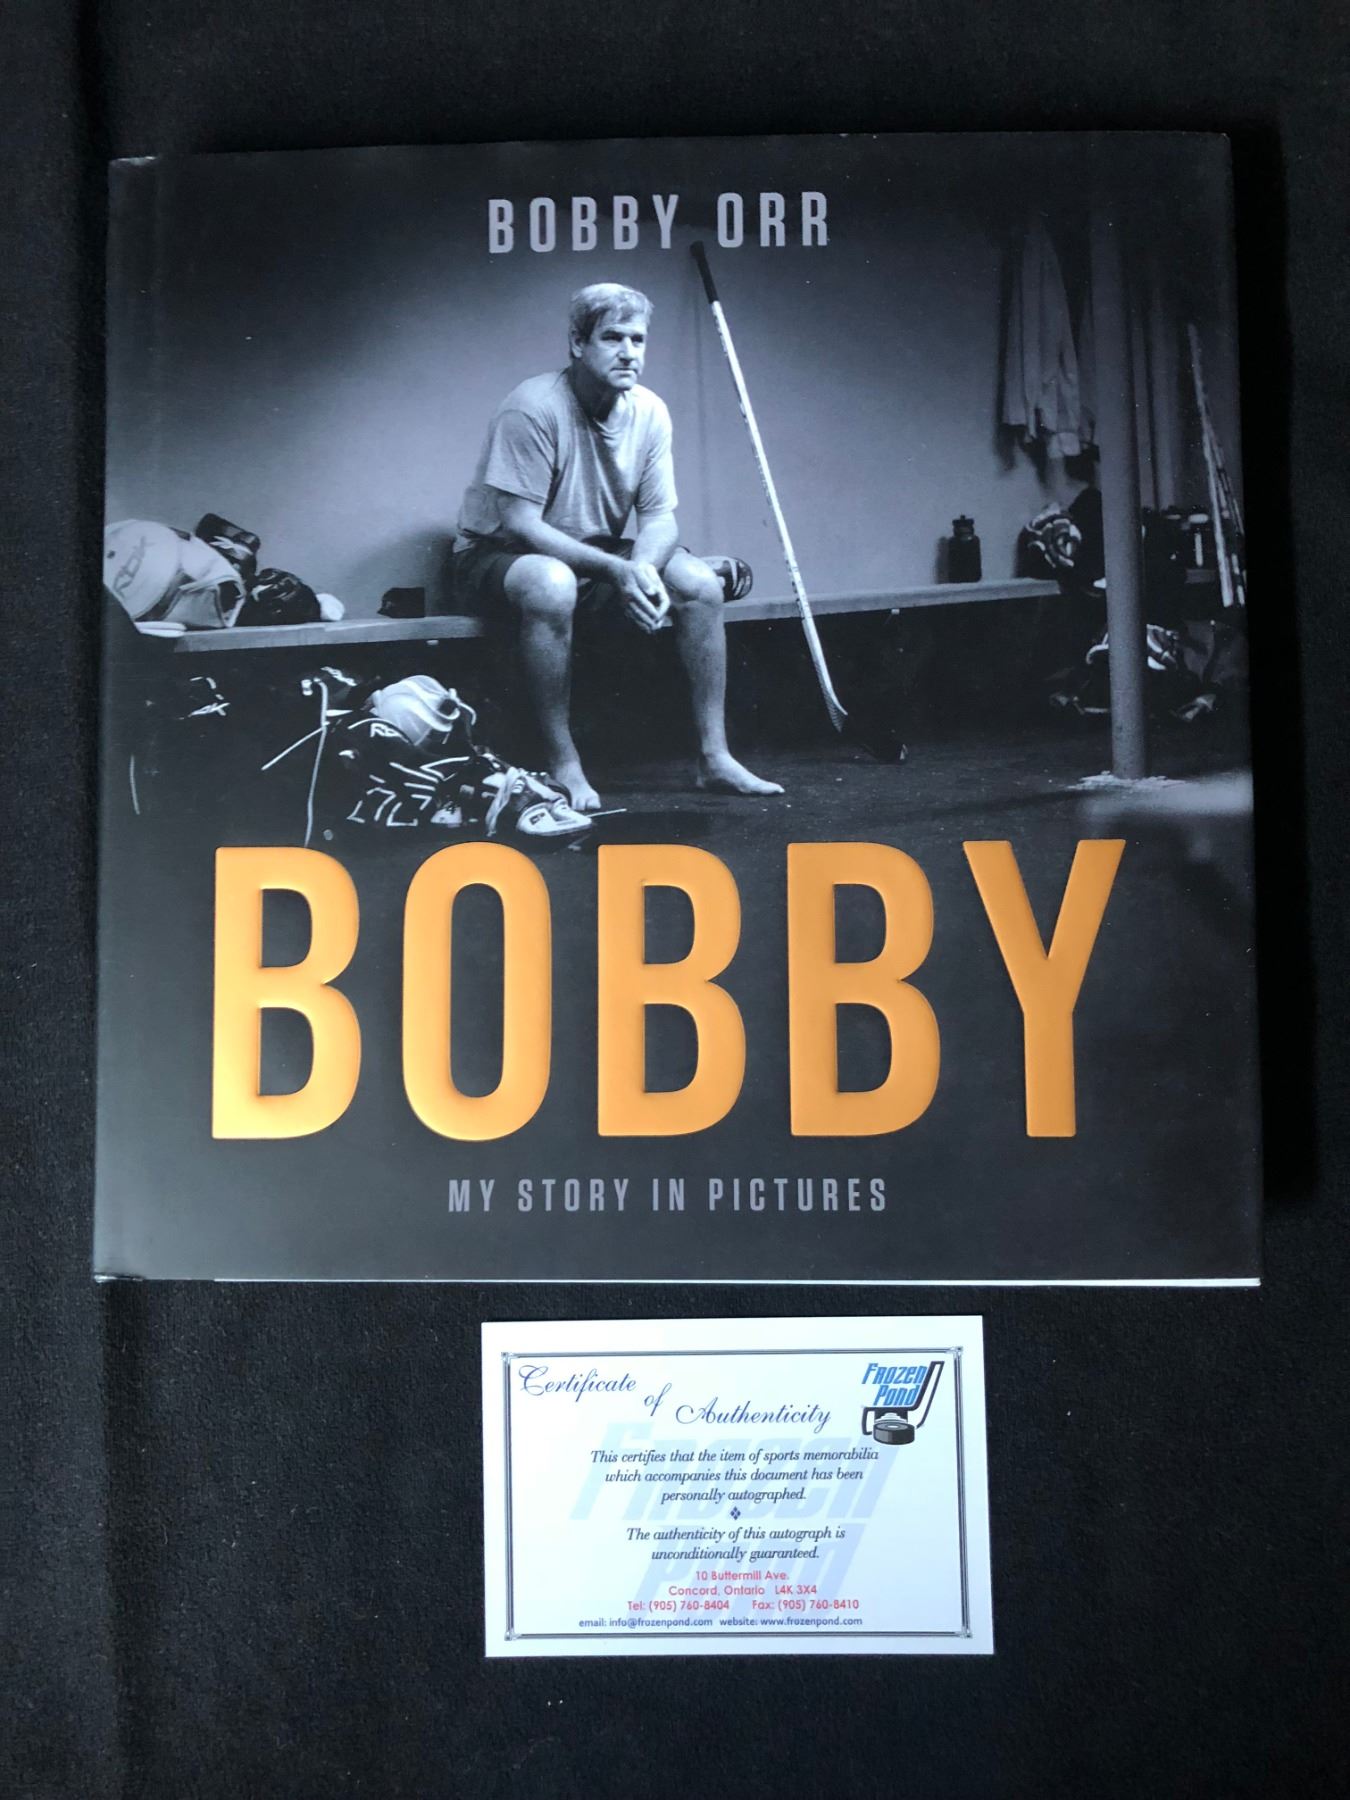 BOBBY ORR
BOBBY
MY STORY IN PICTURES
Certificate
of
Authenticity
FROZEN
POND
This certifies that the item of sports memorabilia
which accompanies this document has been
personally autographed.
The authenticity of this autograph is
unconditionally guaranteed.
10 Buttermill Ave.
Concord, Ontario L4K 3X4
Tel: (905) 760-8404 Fax: (905) 760-8410
email: info@frozenpond.com website: www.frozenpond.com